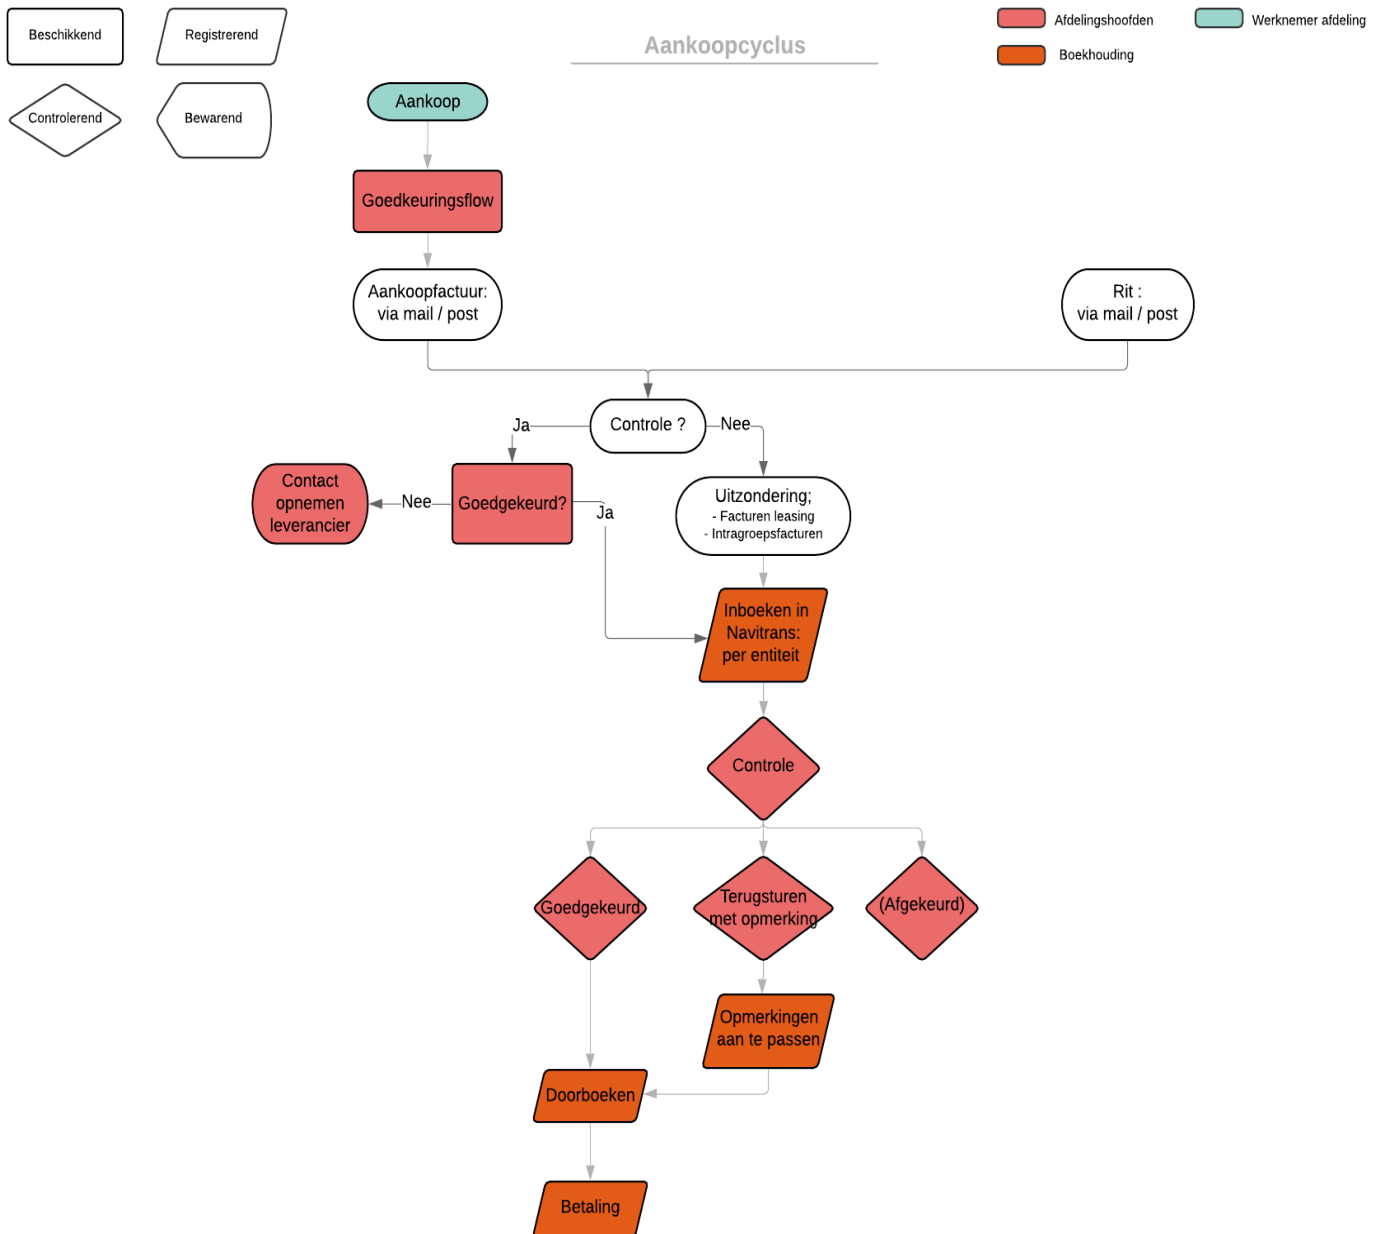 Beschikkend
Registrerend
Controlerend
Bewarend
Aankoopcyclus
Afdelingshoofden
Werknemer afdeling
Boekhouding
Aankoop
Goedkeuringsflow
Aankoopfactuur:
via mail / post
Rit :
via mail / post
Controle ?
Ja
Nee
Contact
opnemen
leverancier
Nee
Goedgekeurd?
Ja
Uitzondering;
- Facturen leasing
- Intragroepsfacturen
Inboeken in
Navitrans:
per entiteit
Controle
Goedgekeurd
Terugsturen
met opmerking
(Afgekeurd)
Opmerkingen
aan te passen
Doorboeken
Betaling